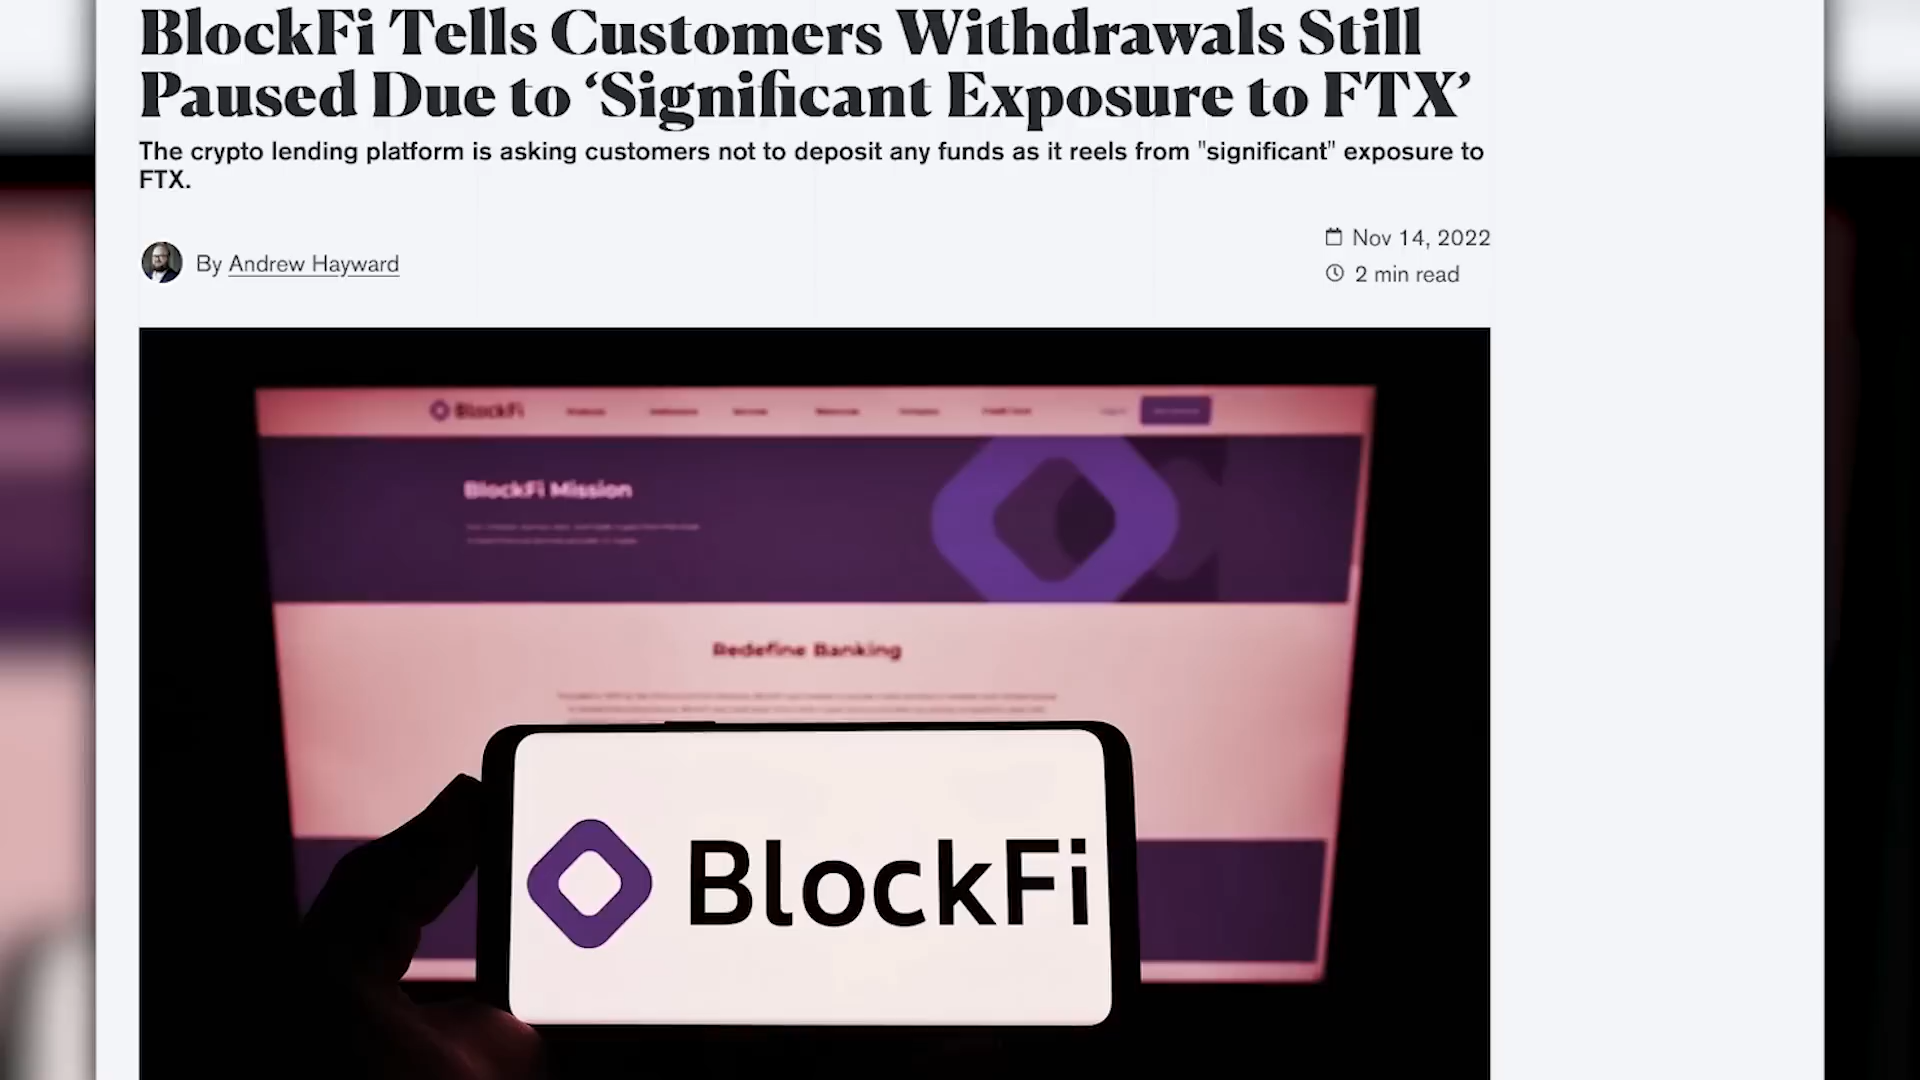 BlockFi Tells Customers Withdrawals Still
Paused Due to ‘Significant Exposure to FTX’
The crypto lending platform is asking customers not to deposit any funds as it reels from "significant" exposure to
FTX.
By Andrew Hayward
Nov 14, 2022
2 min read
BlockFi
BlockFi Mission
Redefine Banking
BlockFi